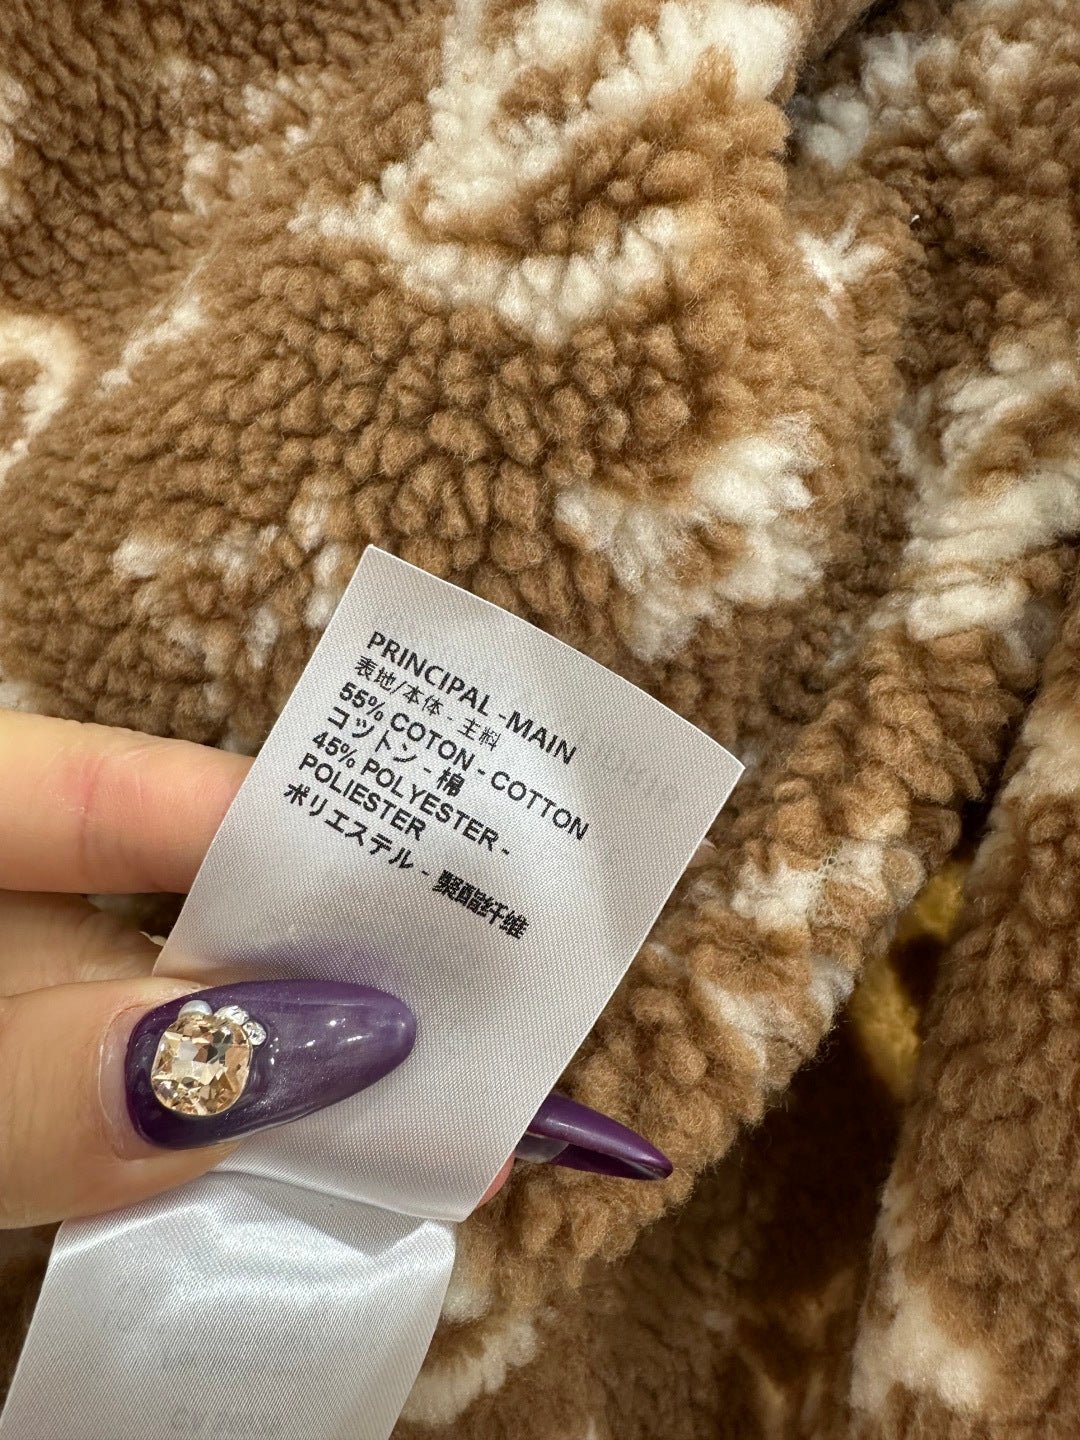 PRINCIPAL -MAIN
表地/本体 - 主料
55% COTON - COTTON
コットン - 棉
45% POLYESTER -
POLIESTER
ポリエステル - 聚酯纤维